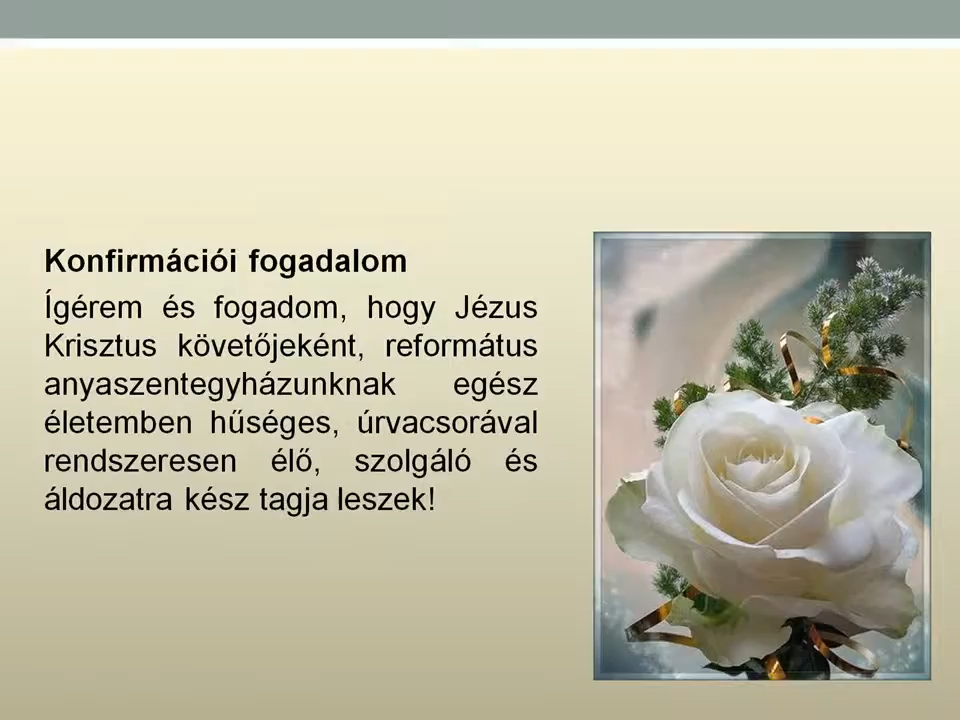 Konfirmációi fogadalom
Ígérem és fogadom, hogy Jézus
Krisztus követőjeként, református
anyaszentegyházunknak egész
életemben hűséges, úrvacsorával
rendszeresen élő, szolgáló és
áldozatra kész tagja leszek!